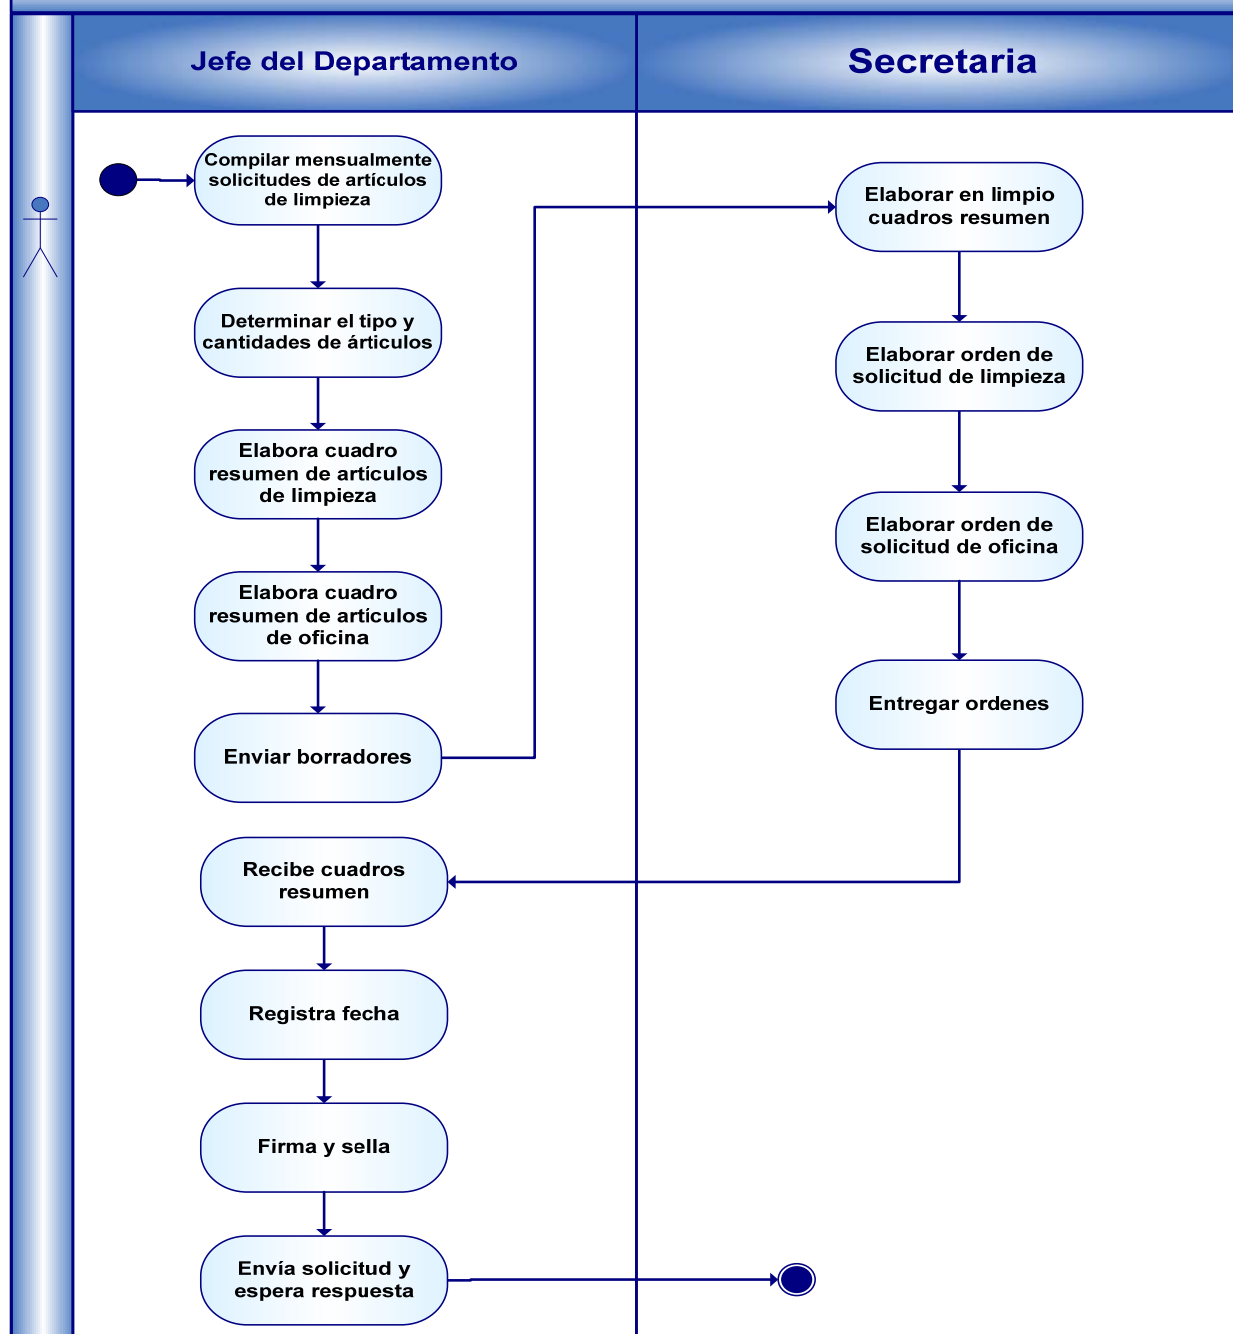 Jefe del Departamento
Secretaria
Compilar mensualmente
solicitudes de artículos
de limpieza
Determinar el tipo y
cantidades de árticulos
Elabora cuadro
resumen de artículos
de limpieza
Elabora cuadro
resumen de artículos
de oficina
Enviar borradores
Elaborar en limpio
cuadros resumen
Elaborar orden de
solicitud de limpieza
Elaborar orden de
solicitud de oficina
Entregar ordenes
Recibe cuadros
resumen
Registra fecha
Firma y sella
Envía solicitud y
espera respuesta